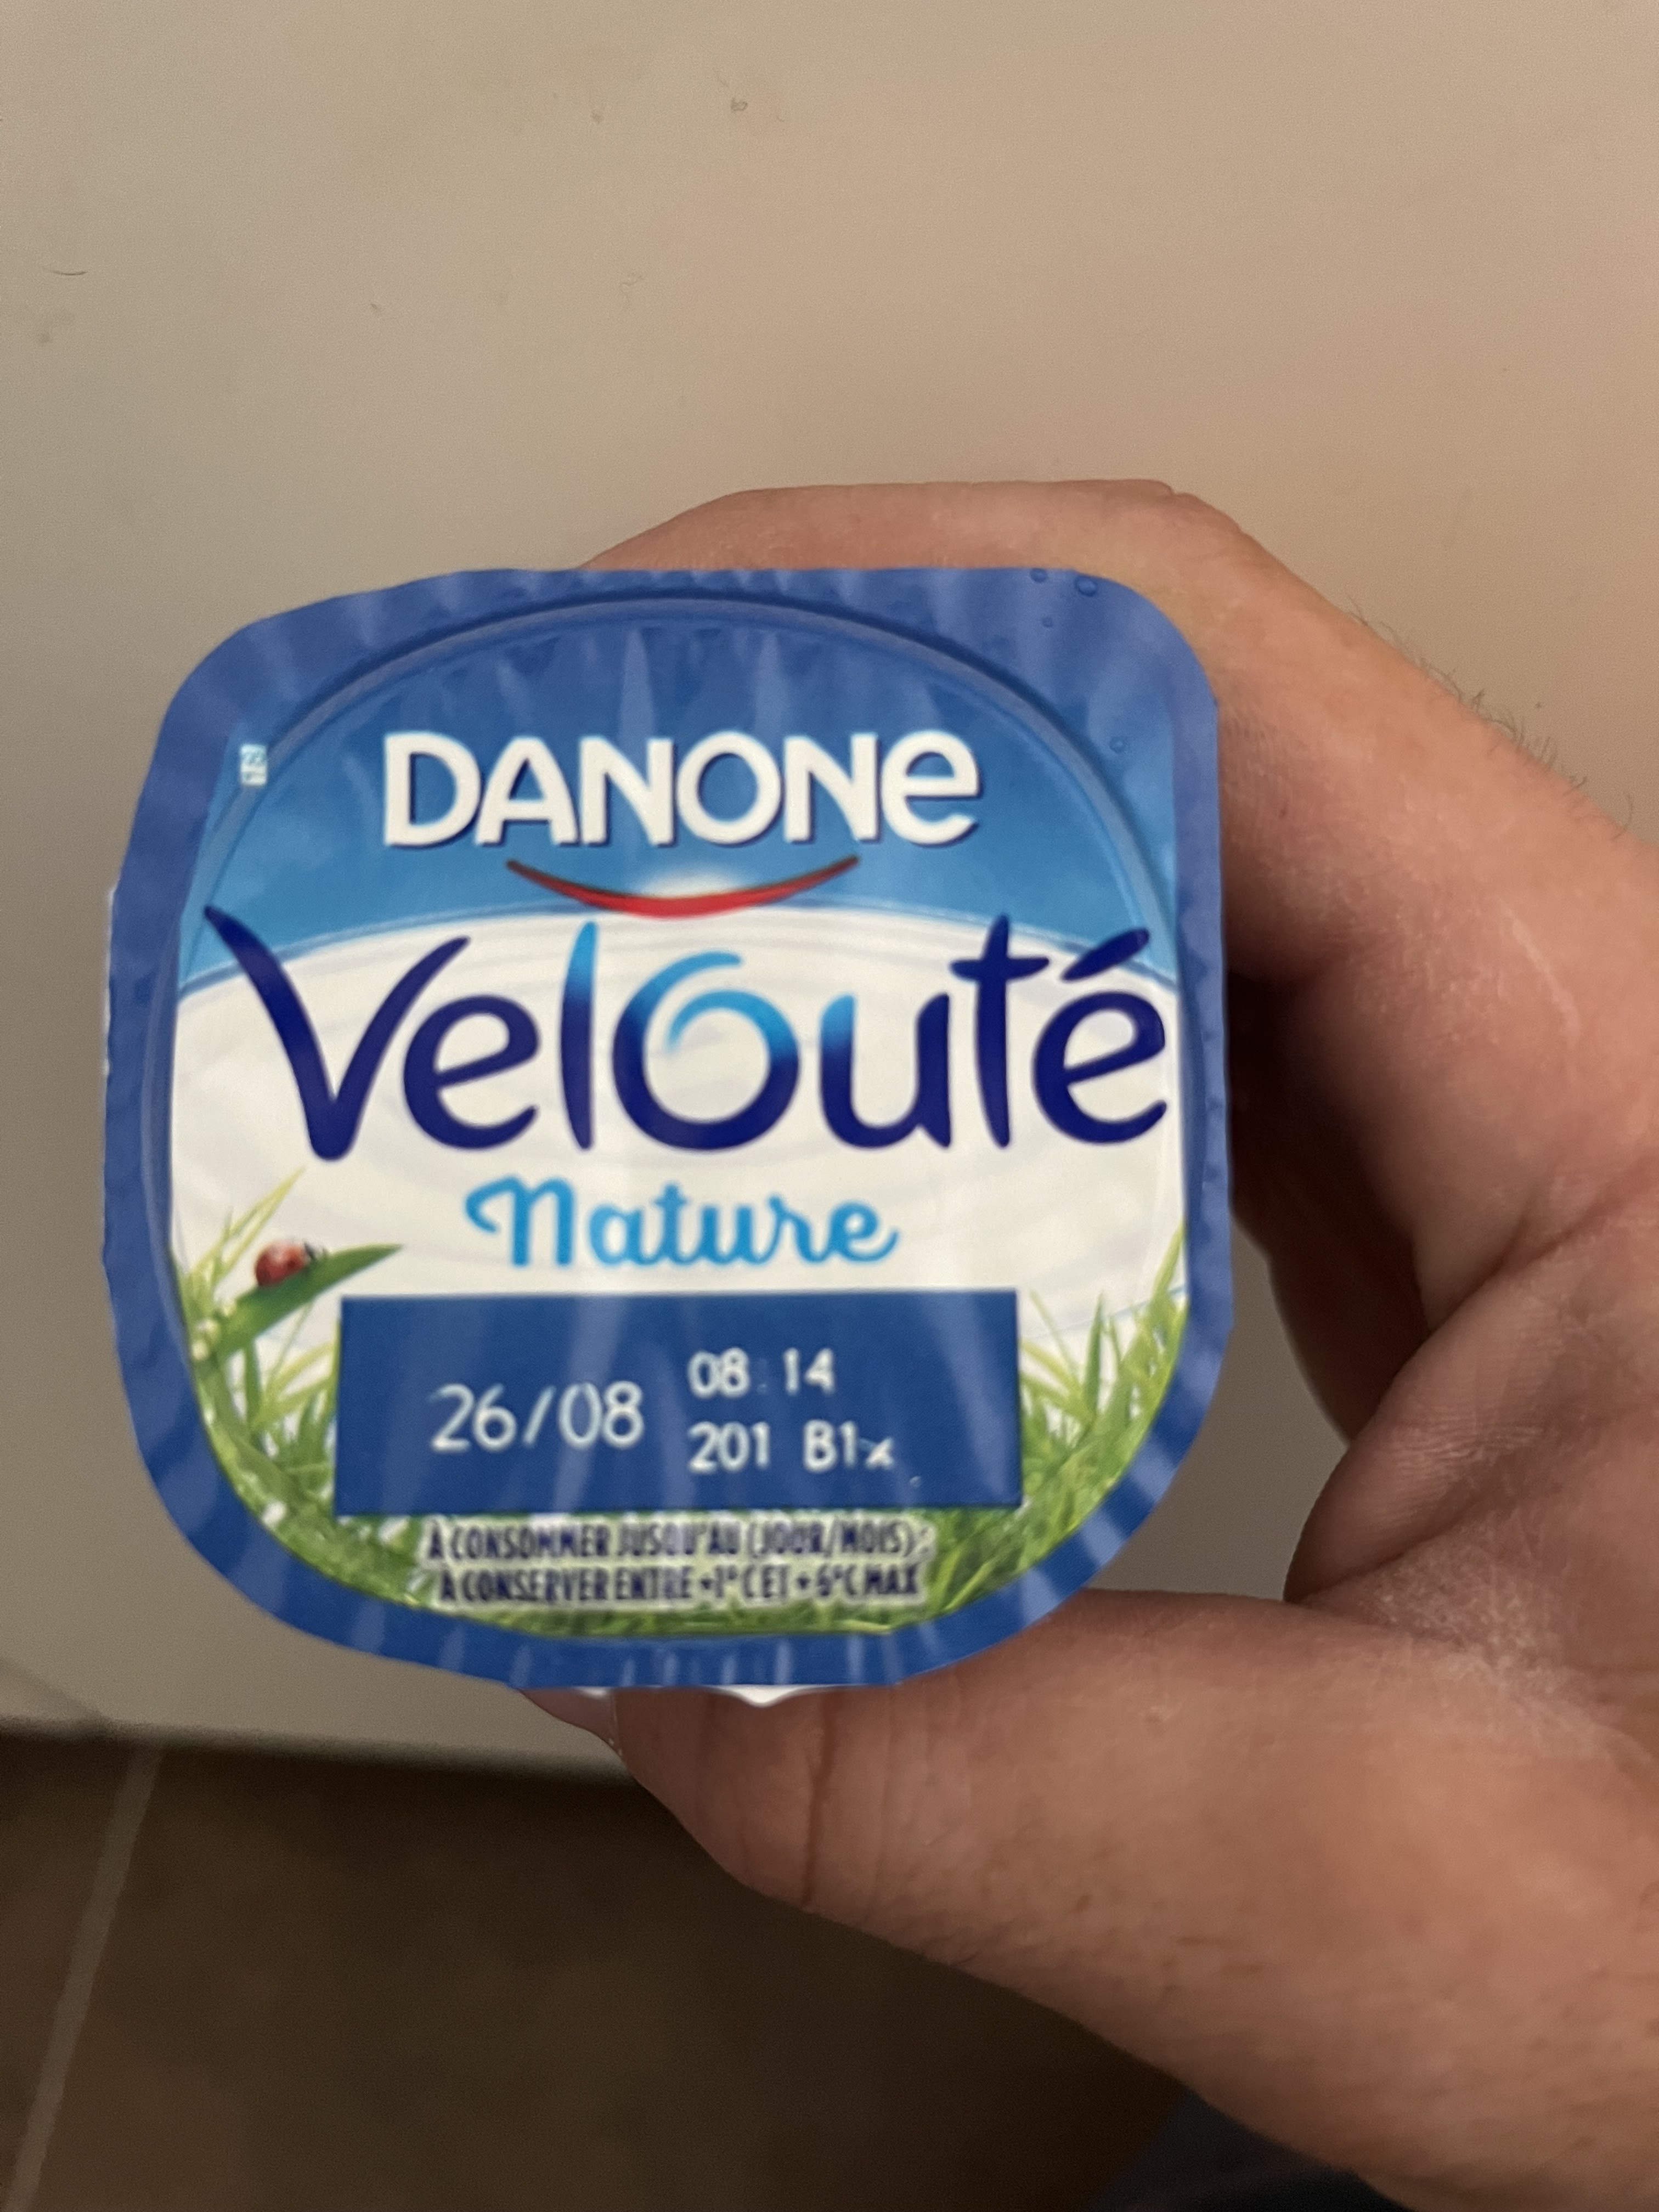 DANONE
Velouté
Nature
26/08
08:14
201 B1x
À CONSOMMER JUSQU'AU (JOUR/MOIS) :
À CONSERVER ENTRE +1°C ET +6°C MAX